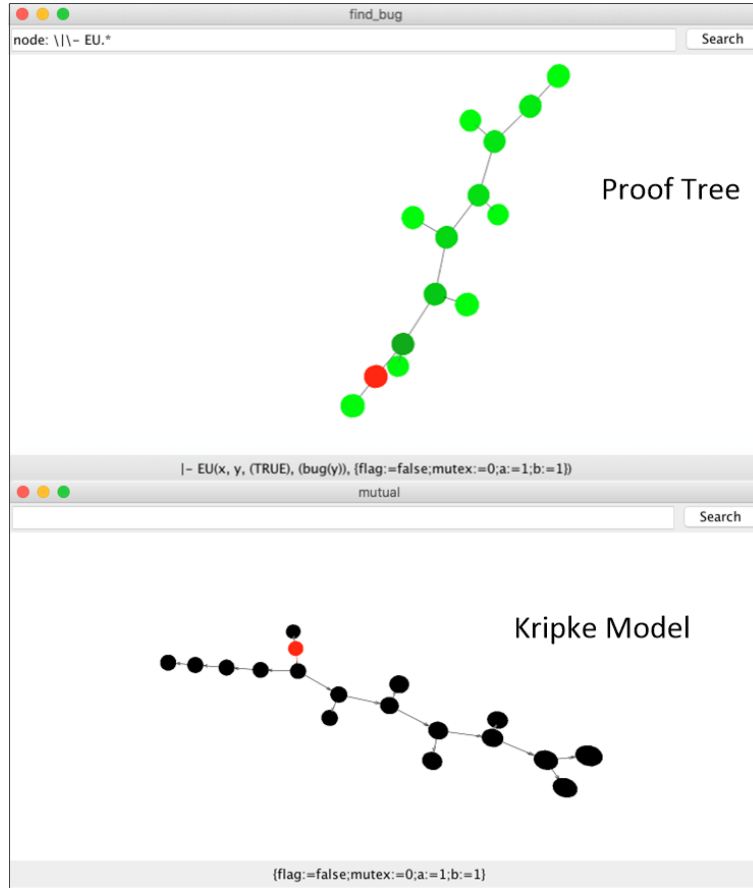 find_bug
node: \|\- EU.*
Search
Proof Tree
|- EU(x, y, (TRUE), (bug(y)), {flag:=false;mutex:=0;a:=1;b:=1})
mutual
Search
Kripke Model
{flag:=false;mutex:=0;a:=1;b:=1}